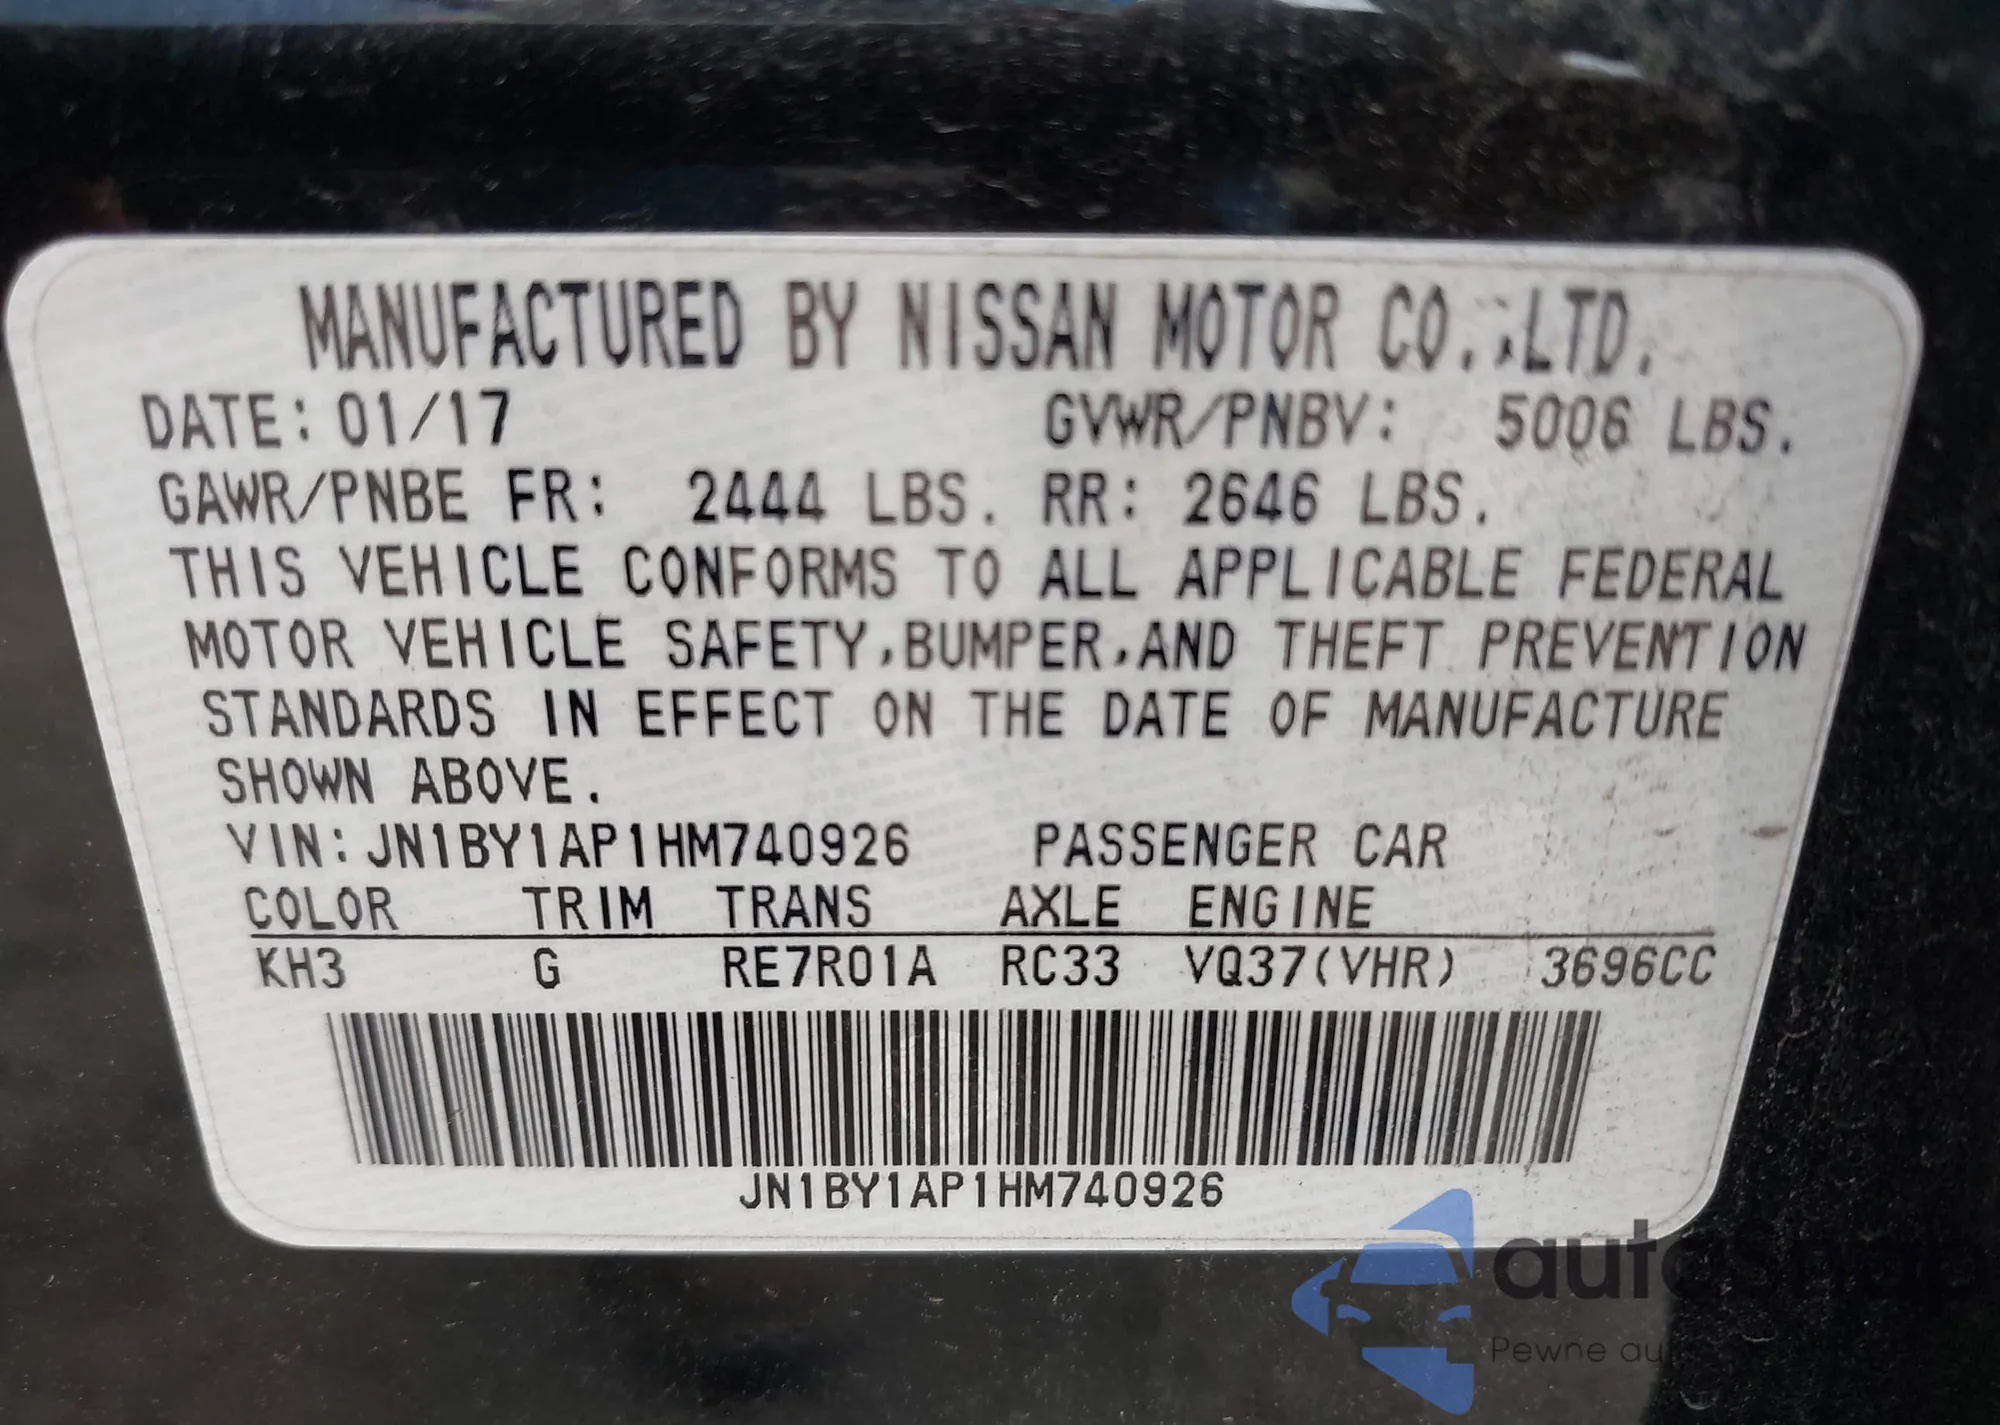 MANUFACTURED BY NISSAN MOTOR CO.,LTD.
DATE: 01/17 GVWR/PNBV: 5006 LBS.
GAWR/PNBE FR: 2444 LBS. RR: 2646 LBS.
THIS VEHICLE CONFORMS TO ALL APPLICABLE FEDERAL
MOTOR VEHICLE SAFETY,BUMPER,AND THEFT PREVENTION
STANDARDS IN EFFECT ON THE DATE OF MANUFACTURE
SHOWN ABOVE.
VIN: JN1BY1AP1HM740926 PASSENGER CAR
COLOR TRIM TRANS AXLE ENGINE
KH3 G RE7R01A RC33 VQ37(VHR) 3696CC
JN1BY1AP1HM740926
autosnap
Pewne